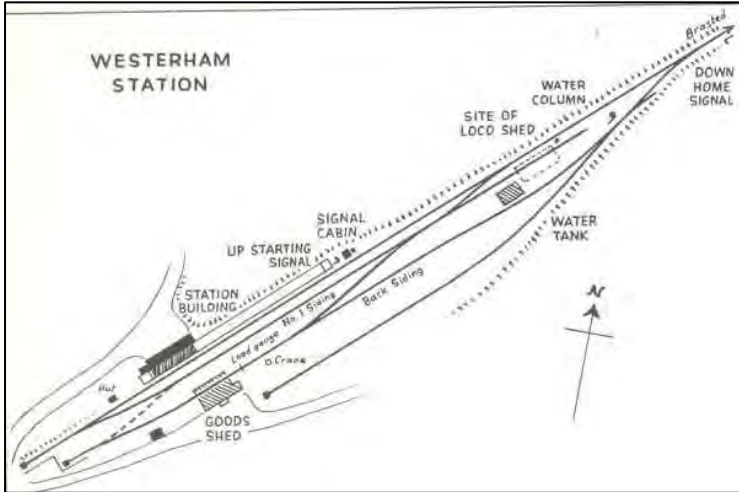 WESTERHAM
STATION
Brasted
DOWN
HOME
SIGNAL
WATER
COLUMN
SITE OF
LOCO SHED
SIGNAL
CABIN
UP STARTING
SIGNAL
WATER
TANK
STATION
BUILDING
Load gauge No. 1 Siding
Back Siding
N
Crane
Hut
GOODS
SHED